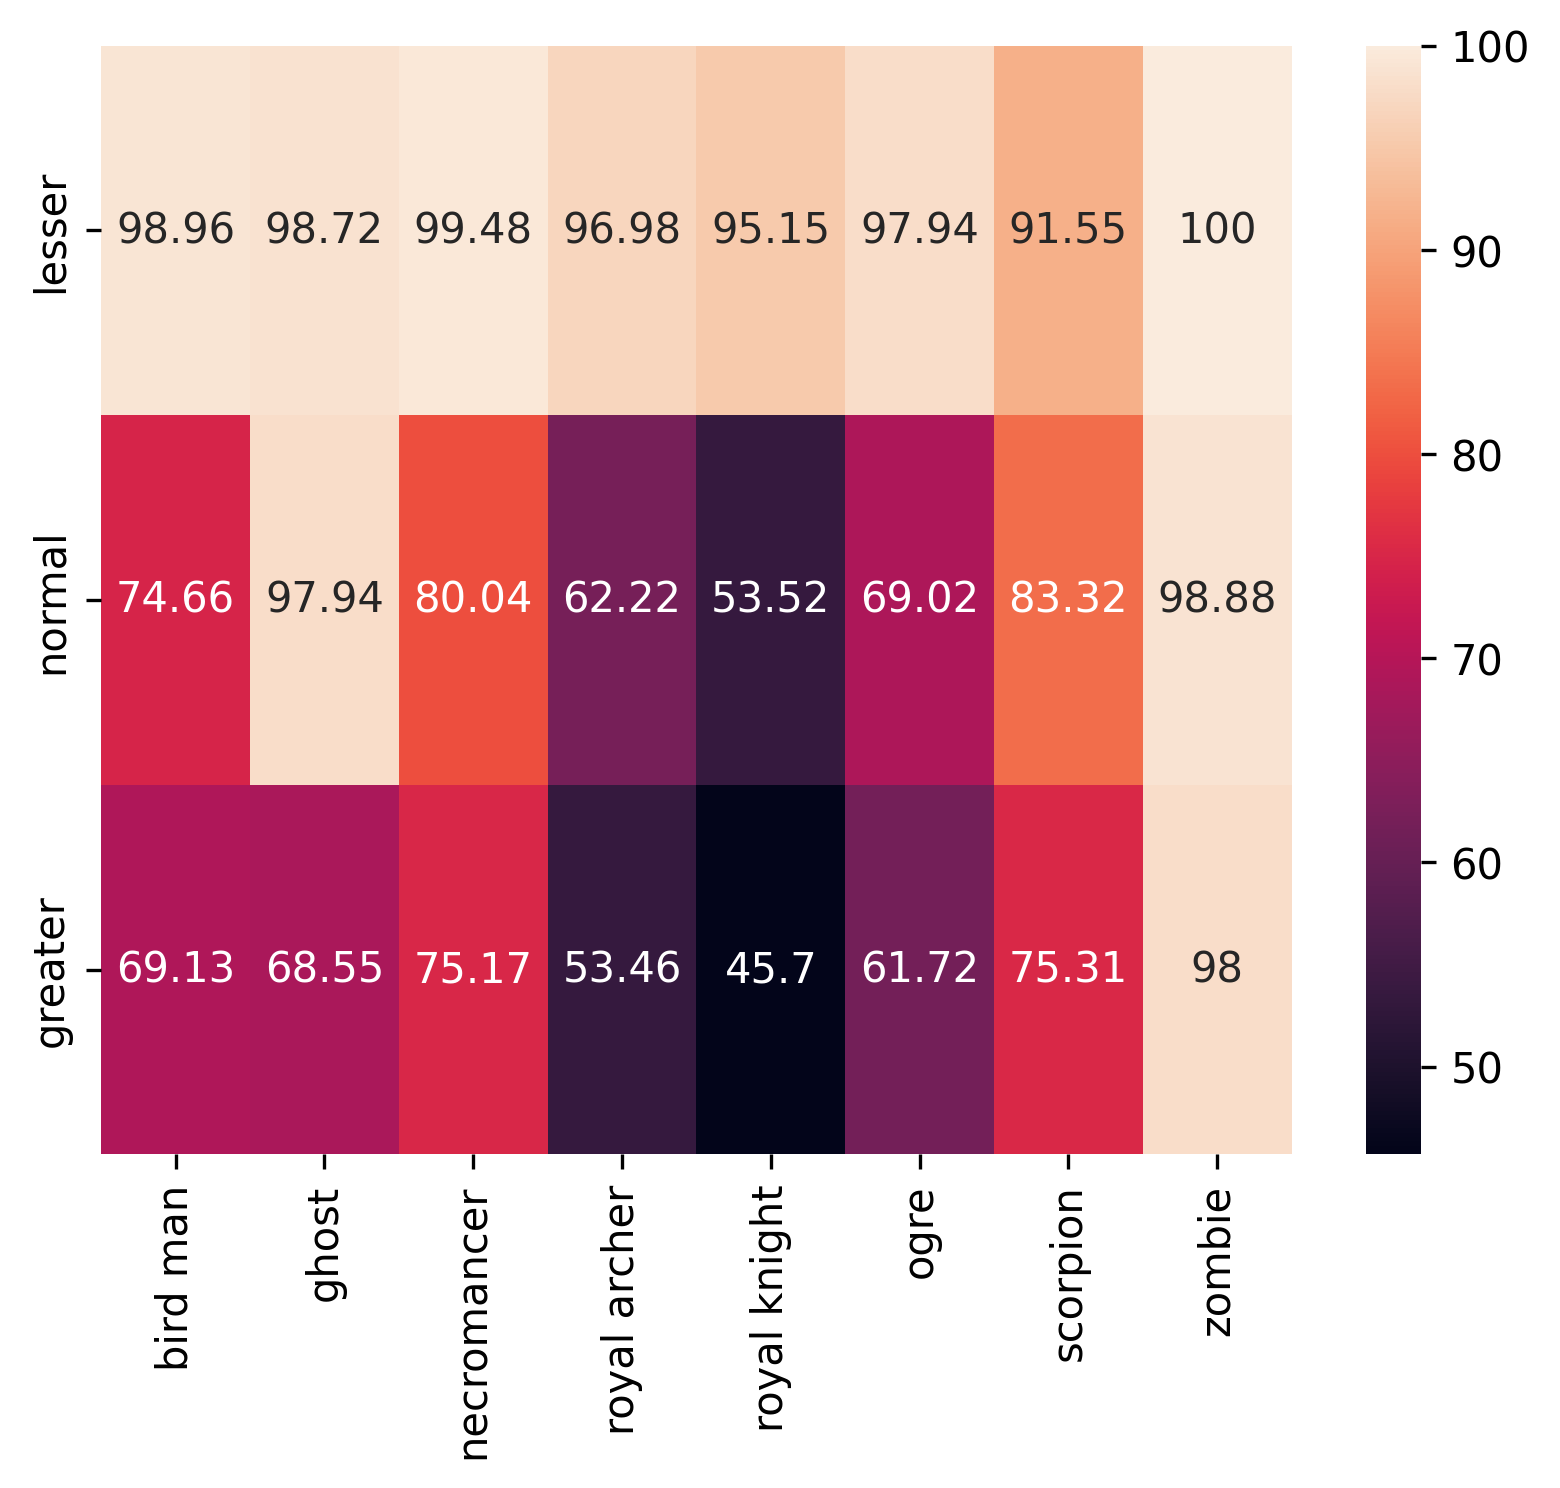 lesser 98.96 98.72 99.48 96.98 95.15 97.94 91.55 100
normal 74.66 97.94 80.04 62.22 53.52 69.02 83.32 98.88
greater 69.13 68.55 75.17 53.46 45.7 61.72 75.31 98
bird man
ghost
necromancer
royal archer
royal knight
ogre
scorpion
zombie
100
90
80
70
60
50